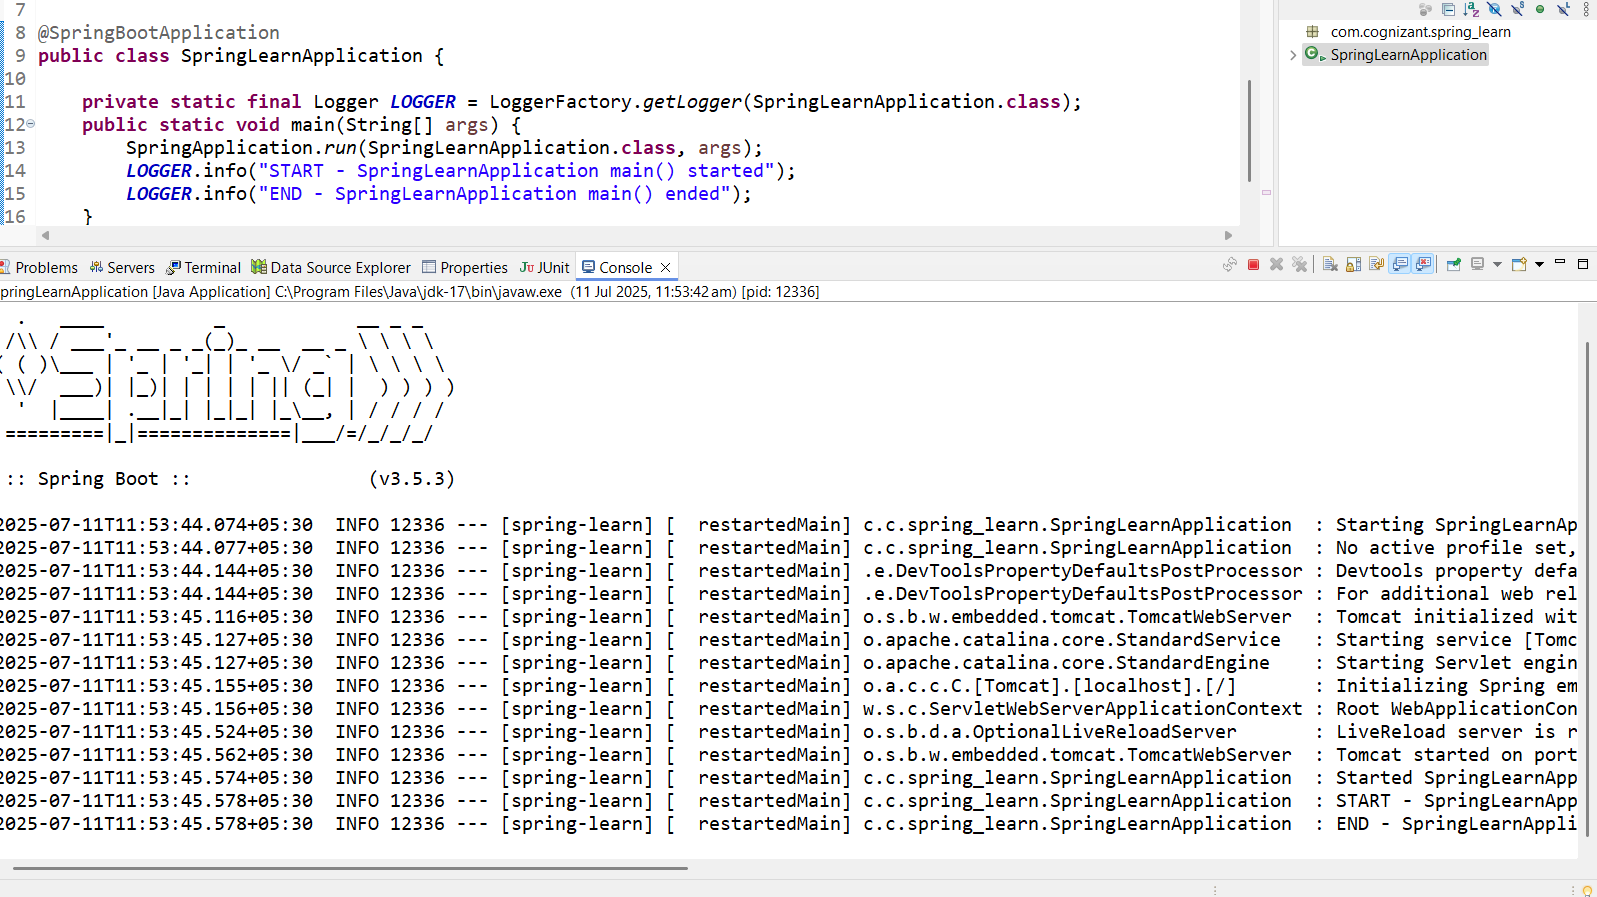 7
8 @SpringBootApplication
9 public class SpringLearnApplication {
10
11     private static final Logger LOGGER = LoggerFactory.getLogger(SpringLearnApplication.class);
12     public static void main(String[] args) {
13         SpringApplication.run(SpringLearnApplication.class, args);
14         LOGGER.info("START - SpringLearnApplication main() started");
15         LOGGER.info("END - SpringLearnApplication main() ended");
16     }
com.cognizant.spring_learn
SpringLearnApplication
Problems Servers Terminal Data Source Explorer Properties JUnit Console
pringLearnApplication [Java Application] C:\Program Files\Java\jdk-17\bin\javaw.exe (11 Jul 2025, 11:53:42 am) [pid: 12336]
Spring
:: Spring Boot :: (v3.5.3)
2025-07-11T11:53:44.074+05:30 INFO 12336 --- [spring-learn] [ restartedMain] c.c.spring_learn.SpringLearnApplication : Starting SpringLearnAp
2025-07-11T11:53:44.077+05:30 INFO 12336 --- [spring-learn] [ restartedMain] c.c.spring_learn.SpringLearnApplication : No active profile set,
2025-07-11T11:53:44.144+05:30 INFO 12336 --- [spring-learn] [ restartedMain] .e.DevToolsPropertyDefaultsPostProcessor : Devtools property defa
2025-07-11T11:53:44.144+05:30 INFO 12336 --- [spring-learn] [ restartedMain] .e.DevToolsPropertyDefaultsPostProcessor : For additional web rel
2025-07-11T11:53:45.116+05:30 INFO 12336 --- [spring-learn] [ restartedMain] o.s.b.w.embedded.tomcat.TomcatWebServer : Tomcat initialized wit
2025-07-11T11:53:45.127+05:30 INFO 12336 --- [spring-learn] [ restartedMain] o.apache.catalina.core.StandardService : Starting service [Tomc
2025-07-11T11:53:45.127+05:30 INFO 12336 --- [spring-learn] [ restartedMain] o.apache.catalina.core.StandardEngine : Starting Servlet engin
2025-07-11T11:53:45.155+05:30 INFO 12336 --- [spring-learn] [ restartedMain] o.a.c.c.C.[Tomcat].[localhost].[/] : Initializing Spring em
2025-07-11T11:53:45.156+05:30 INFO 12336 --- [spring-learn] [ restartedMain] w.s.c.ServletWebServerApplicationContext : Root WebApplicationCon
2025-07-11T11:53:45.524+05:30 INFO 12336 --- [spring-learn] [ restartedMain] o.s.b.d.a.OptionalLiveReloadServer : LiveReload server is r
2025-07-11T11:53:45.562+05:30 INFO 12336 --- [spring-learn] [ restartedMain] o.s.b.w.embedded.tomcat.TomcatWebServer : Tomcat started on port
2025-07-11T11:53:45.574+05:30 INFO 12336 --- [spring-learn] [ restartedMain] c.c.spring_learn.SpringLearnApplication : Started SpringLearnApp
2025-07-11T11:53:45.578+05:30 INFO 12336 --- [spring-learn] [ restartedMain] c.c.spring_learn.SpringLearnApplication : START - SpringLearnApp
2025-07-11T11:53:45.578+05:30 INFO 12336 --- [spring-learn] [ restartedMain] c.c.spring_learn.SpringLearnApplication : END - SpringLearnAppli